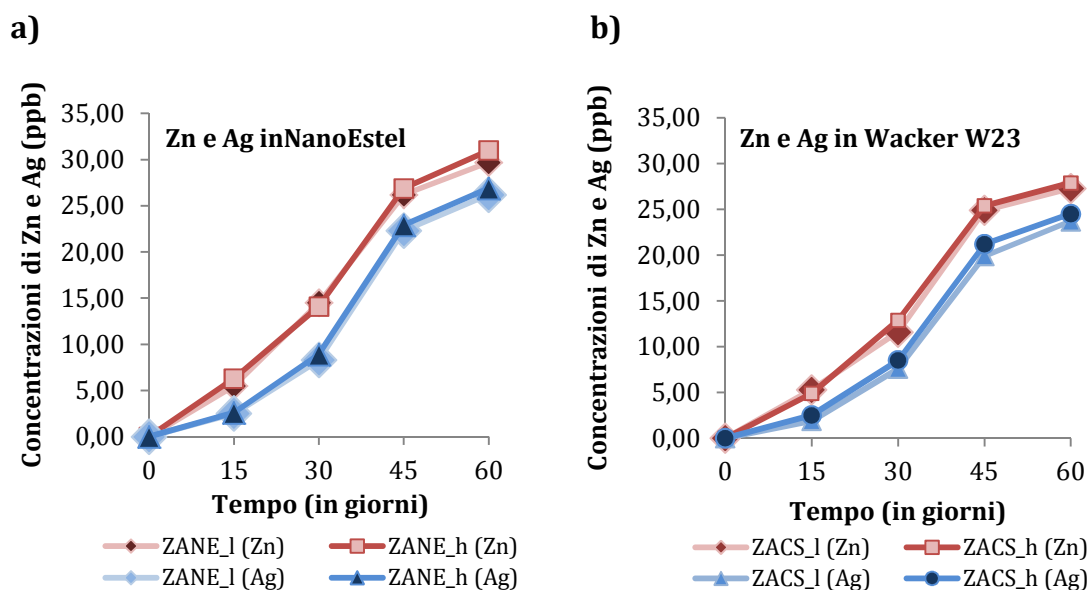 a)
Zn e Ag inNanoEstel
Concentrazioni di Zn e Ag (ppb)
35,00
30,00
25,00
20,00
15,00
10,00
5,00
0,00
0 15 30 45 60
Tempo (in giorni)
ZANE_l (Zn) ZANE_h (Zn)
ZANE_l (Ag) ZANE_h (Ag)
b)
Zn e Ag in Wacker W23
Concentrazioni di Zn e Ag (ppb)
35,00
30,00
25,00
20,00
15,00
10,00
5,00
0,00
0 15 30 45 60
Tempo (in giorni)
ZACS_l (Zn) ZACS_h (Zn)
ZACS_l (Ag) ZACS_h (Ag)